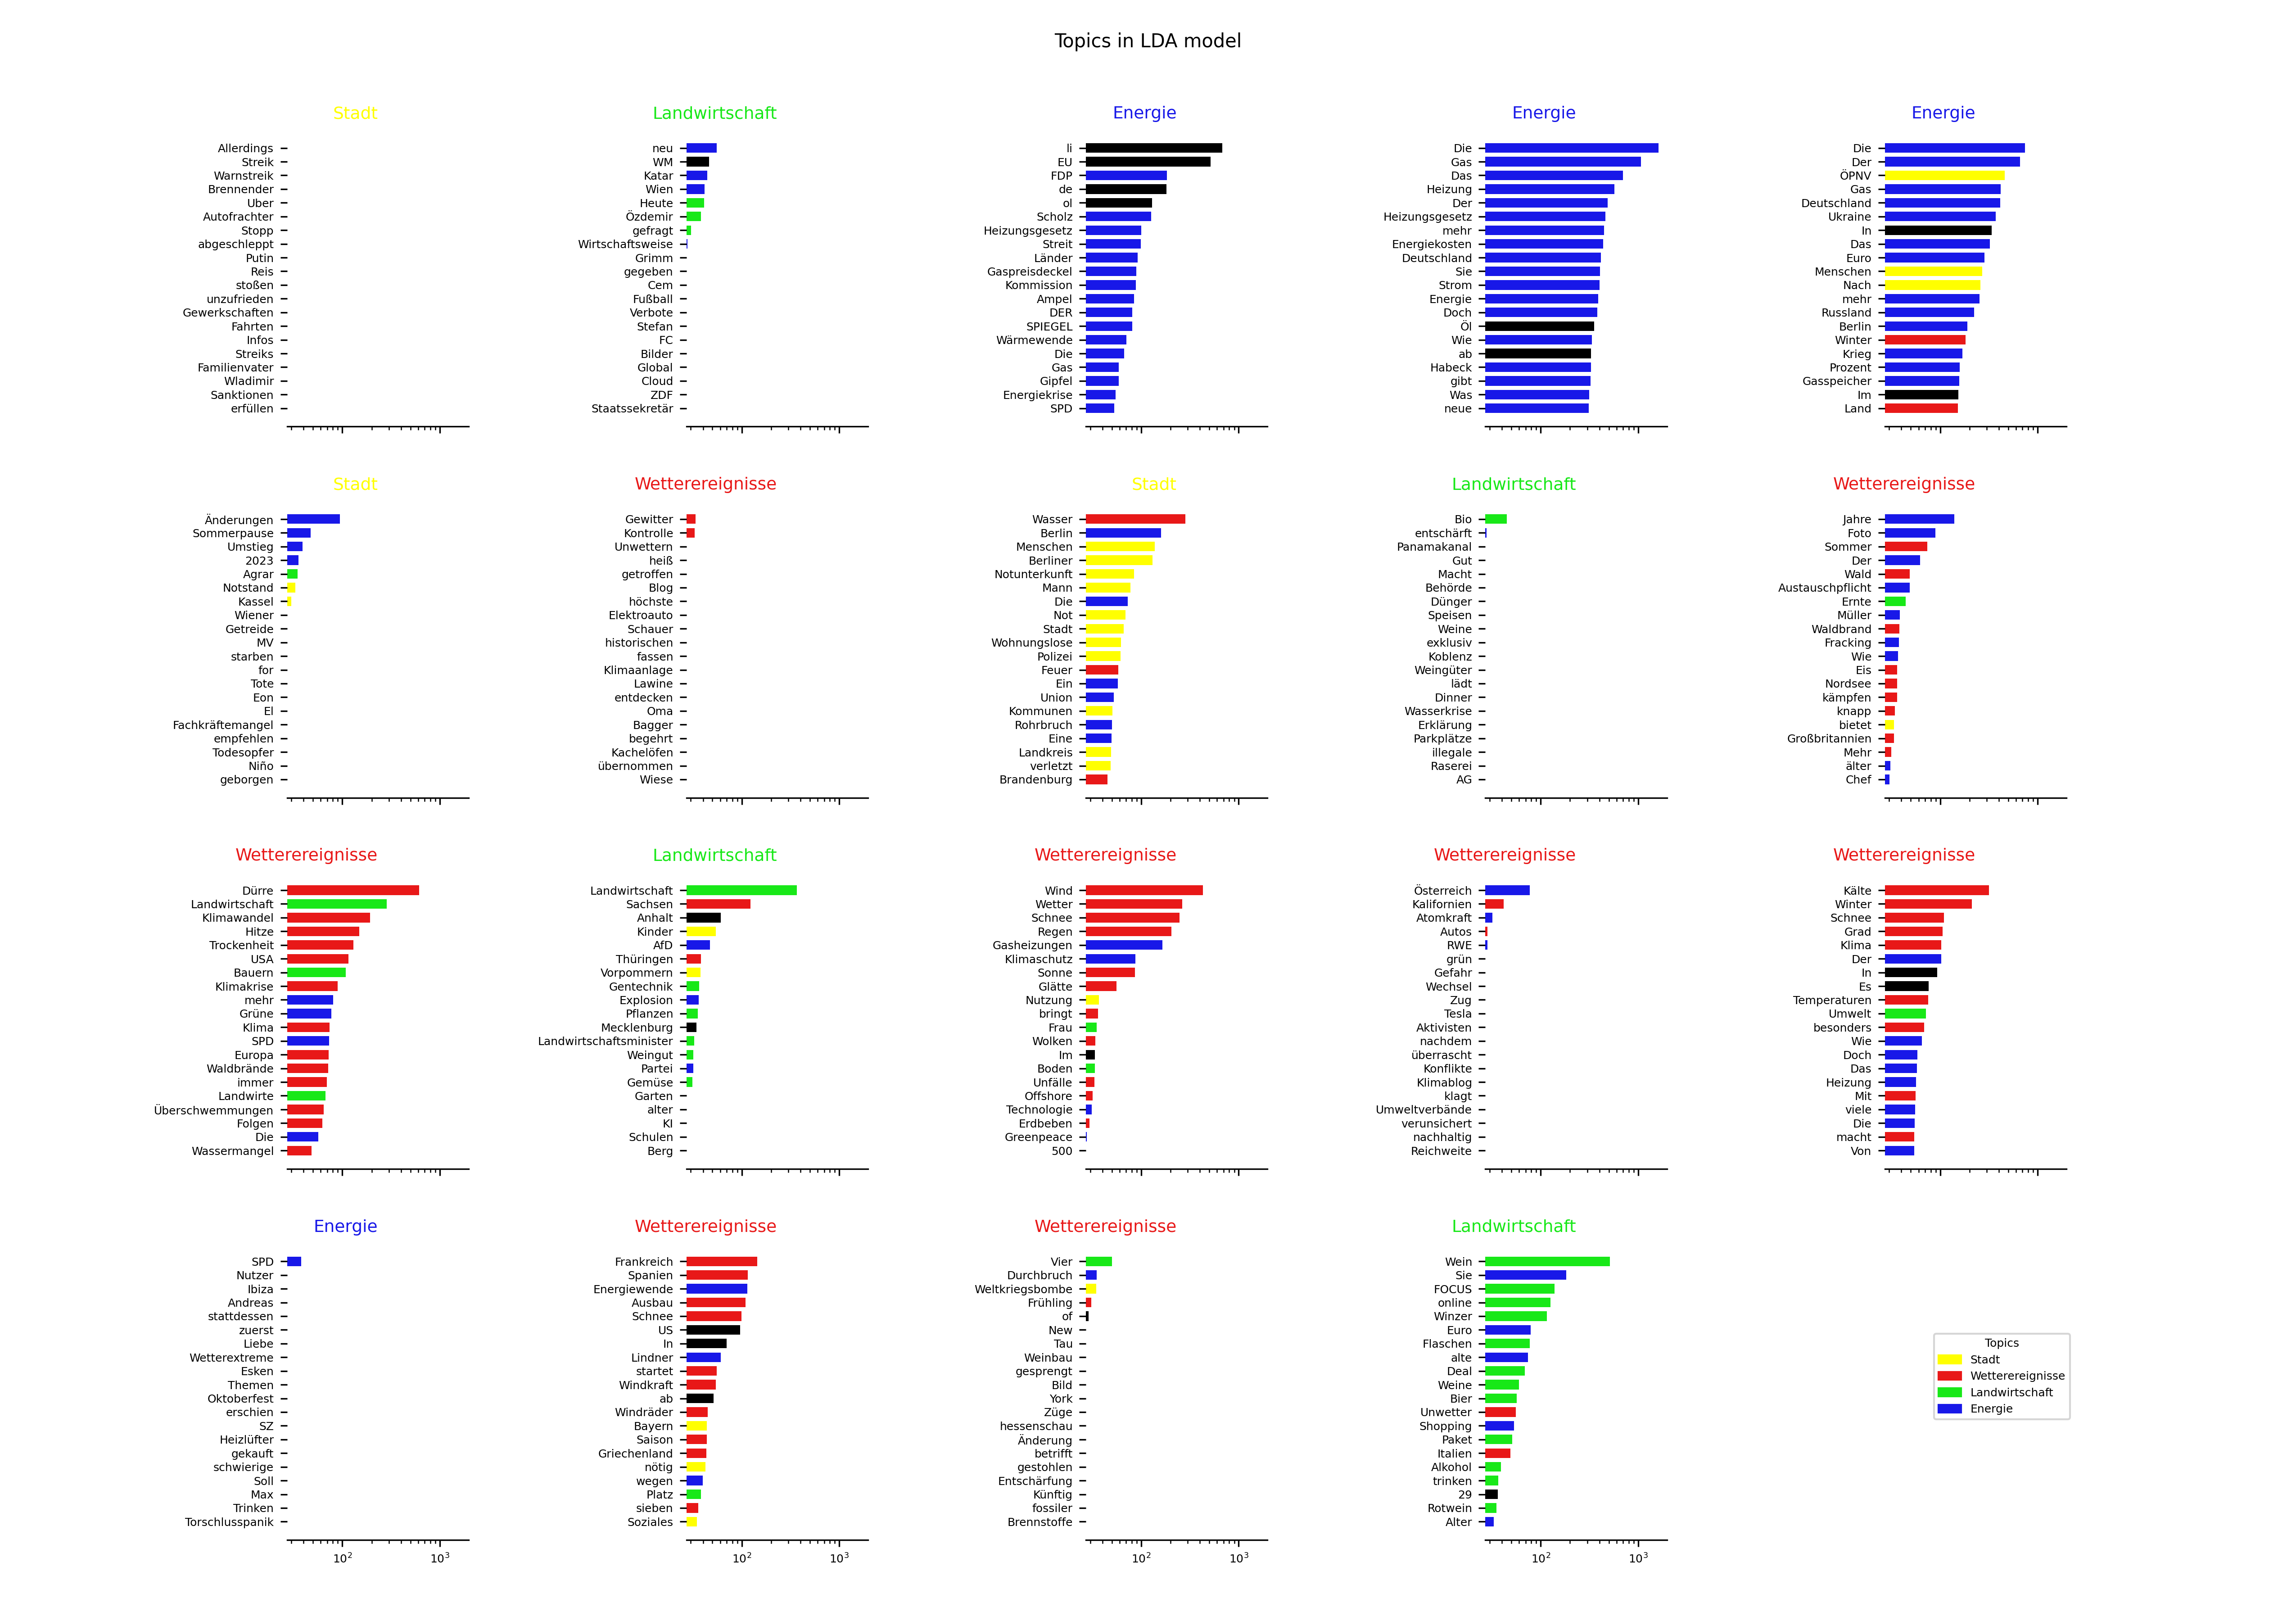 Topics in LDA model
Stadt
Allerdings
Streik
Warnstreik
Brennender
Uber
Autofrachter
Stopp
abgeschleppt
Putin
Reis
stoßen
unzufrieden
Gewerkschaften
Fahrten
Infos
Streiks
Familienvater
Wladimir
Sanktionen
erfüllen
Landwirtschaft
neu
WM
Katar
Wien
Heute
Özdemir
gefragt
Wirtschaftsweise
Grimm
gegeben
Cem
Fußball
Verbote
Stefan
FC
Bilder
Global
Cloud
ZDF
Staatssekretär
Energie
li
EU
FDP
de
ol
Scholz
Heizungsgesetz
Streit
Länder
Gaspreisdeckel
Kommission
Ampel
DER
SPIEGEL
Wärmewende
Die
Gas
Gipfel
Energiekrise
SPD
Energie
Die
Gas
Das
Heizung
Der
Heizungsgesetz
mehr
Energiekosten
Deutschland
Sie
Strom
Energie
Doch
Öl
Wie
ab
Habeck
gibt
Was
neue
Energie
Die
Der
ÖPNV
Gas
Deutschland
Ukraine
In
Das
Euro
Menschen
Nach
mehr
Russland
Berlin
Winter
Krieg
Prozent
Gasspeicher
Im
Land
Stadt
Änderungen
Sommerpause
Umstieg
2023
Agrar
Notstand
Kassel
Wiener
Getreide
MV
starben
for
Tote
Eon
El
Fachkräftemangel
empfehlen
Todesopfer
Niño
geborgen
Wetterereignisse
Gewitter
Kontrolle
Unwettern
heiß
getroffen
Blog
höchste
Elektroauto
Schauer
historischen
fassen
Klimaanlage
Lawine
entdecken
Oma
Bagger
begehrt
Kachelöfen
übernommen
Wiese
Stadt
Wasser
Berlin
Menschen
Berliner
Notunterkunft
Mann
Die
Not
Stadt
Wohnungslose
Polizei
Feuer
Ein
Union
Kommunen
Rohrbruch
Eine
Landkreis
verletzt
Brandenburg
Landwirtschaft
Bio
entschärft
Panamakanal
Gut
Macht
Behörde
Dünger
Speisen
Weine
exklusiv
Koblenz
Weingüter
lädt
Dinner
Wasserkrise
Erklärung
Parkplätze
illegale
Raserei
AG
Wetterereignisse
Jahre
Foto
Sommer
Der
Wald
Austauschpflicht
Ernte
Müller
Waldbrand
Fracking
Wie
Eis
Nordsee
kämpfen
knapp
bietet
Großbritannien
Mehr
älter
Chef
Wetterereignisse
Dürre
Landwirtschaft
Klimawandel
Hitze
Trockenheit
USA
Bauern
Klimakrise
mehr
Grüne
Klima
SPD
Europa
Waldbrände
immer
Landwirte
Überschwemmungen
Folgen
Die
Wassermangel
Landwirtschaft
Landwirtschaft
Sachsen
Anhalt
Kinder
AfD
Thüringen
Vorpommern
Gentechnik
Explosion
Pflanzen
Mecklenburg
Landwirtschaftsminister
Weingut
Partei
Gemüse
Garten
alter
KI
Schulen
Berg
Wetterereignisse
Wind
Wetter
Schnee
Regen
Gasheizungen
Klimaschutz
Sonne
Glätte
Nutzung
bringt
Frau
Wolken
Im
Boden
Unfälle
Offshore
Technologie
Erdbeben
Greenpeace
500
Wetterereignisse
Österreich
Kalifornien
Atomkraft
Autos
RWE
grün
Gefahr
Wechsel
Zug
Tesla
Aktivisten
nachdem
überrascht
Konflikte
Klimablog
klagt
Umweltverbände
verunsichert
nachhaltig
Reichweite
Wetterereignisse
Kälte
Winter
Schnee
Grad
Klima
Der
In
Es
Temperaturen
Umwelt
besonders
Wie
Doch
Das
Heizung
Mit
viele
Die
macht
Von
Energie
SPD
Nutzer
Ibiza
Andreas
stattdessen
zuerst
Liebe
Wetterextreme
Esken
Themen
Oktoberfest
erschien
SZ
Heizlüfter
gekauft
schwierige
Soll
Max
Trinken
Torschlusspanik
10²
10³
Wetterereignisse
Frankreich
Spanien
Energiewende
Ausbau
Schnee
US
In
Lindner
startet
Windkraft
ab
Windräder
Bayern
Saison
Griechenland
nötig
wegen
Platz
sieben
Soziales
10²
10³
Wetterereignisse
Vier
Durchbruch
Weltkriegsbombe
Frühling
of
New
Tau
Weinbau
gesprengt
Bild
York
Züge
hessenschau
Änderung
betrifft
gestohlen
Entschärfung
Künftig
fossiler
Brennstoffe
10²
10³
Landwirtschaft
Wein
Sie
FOCUS
online
Winzer
Euro
Flaschen
alte
Deal
Weine
Bier
Unwetter
Shopping
Paket
Italien
Alkohol
trinken
29
Rotwein
Alter
10²
10³
Topics
Stadt
Wetterereignisse
Landwirtschaft
Energie